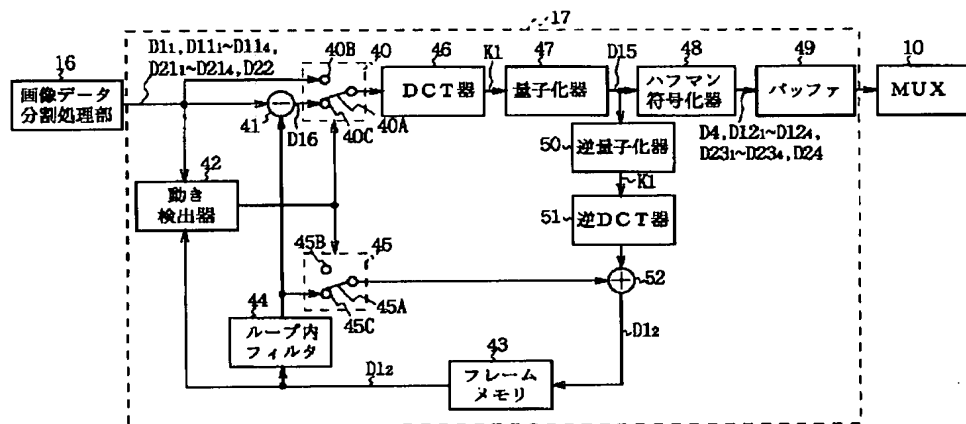 17
16
画像データ
分割処理部
D1₁, D11₁~D11₄,
D21₁~D21₄, D22
40B
40
41
D16
40C
40A
46
DCT器
K1
47
量子化器
D15
48
ハフマン
符号化器
49
バッファ
10
MUX
D4, D12₁~D12₄,
D23₁~D23₄, D24
50
逆量子化器
K1
51
逆DCT器
42
動き
検出器
45B
45
45A
45C
52
44
ループ内
フィルタ
D1₂
43
フレーム
メモリ
D1₂